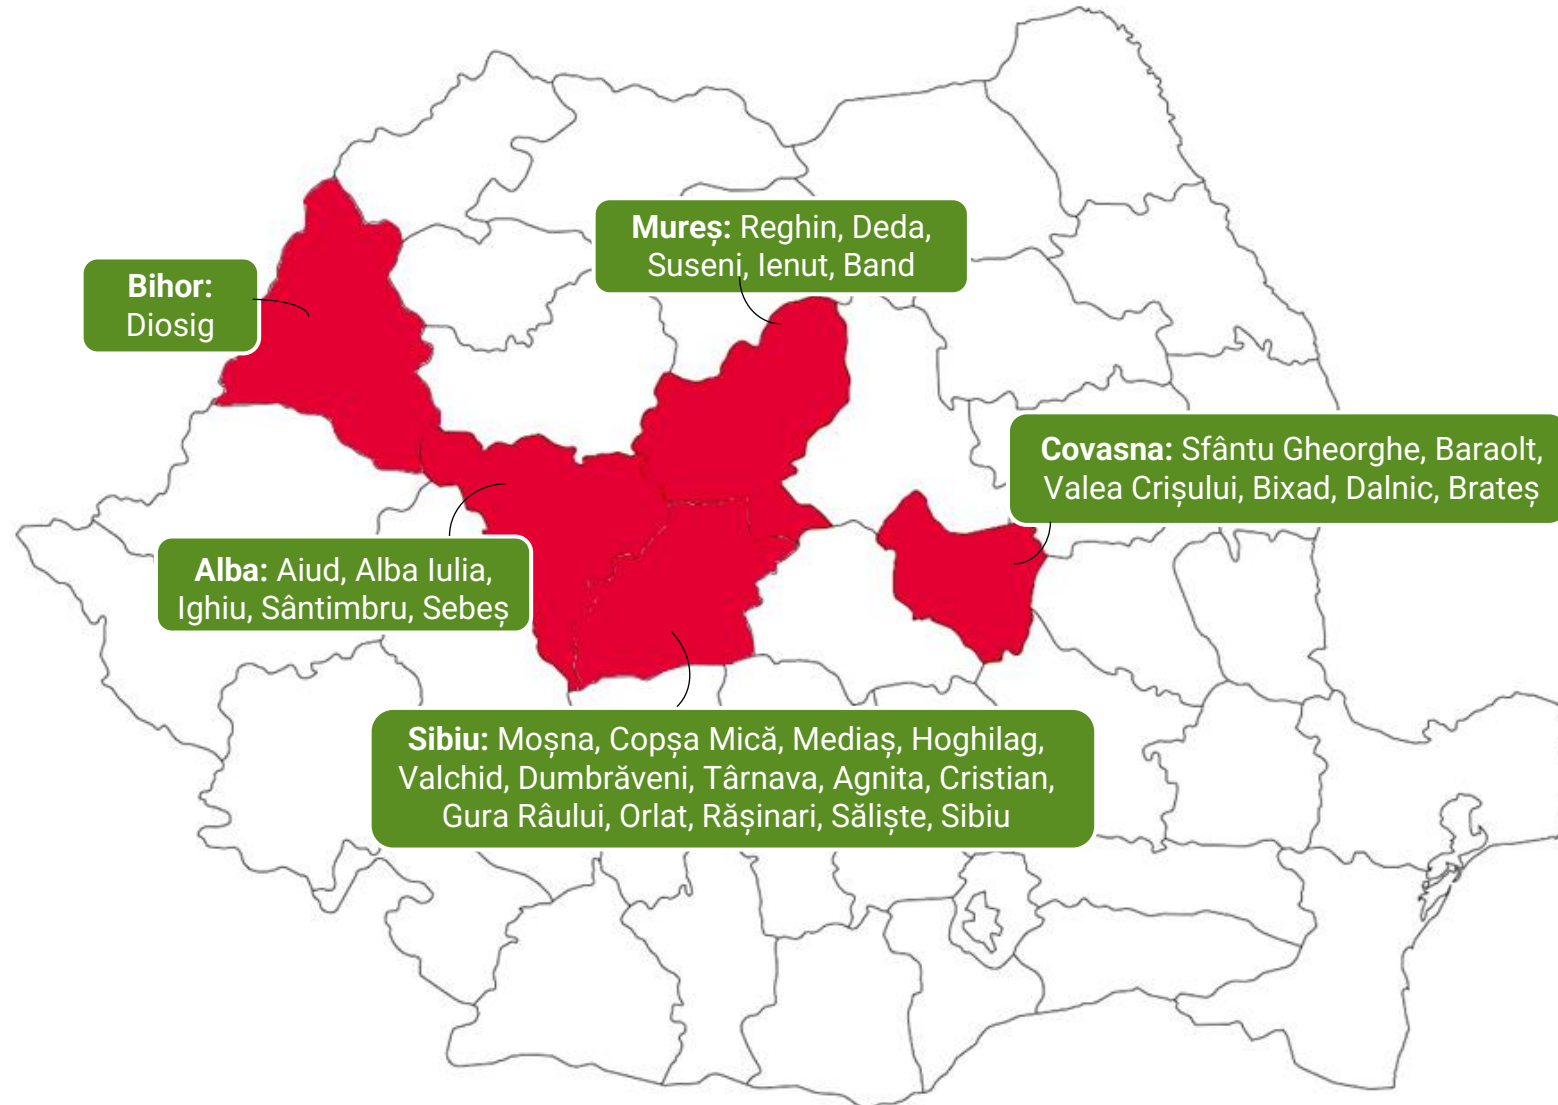 Mureș: Reghin, Deda,
Suseni, Ienut, Band
Bihor:
Diosig
Covasna: Sfântu Gheorghe, Baraolt,
Valea Crișului, Bixad, Dalnic, Brateș
Alba: Aiud, Alba Iulia,
Ighiu, Sântimbru, Sebeș
Sibiu: Moșna, Copșa Mică, Mediaș, Hoghilag,
Valchid, Dumbrăveni, Târnava, Agnita, Cristian,
Gura Râului, Orlat, Rășinari, Săliște, Sibiu